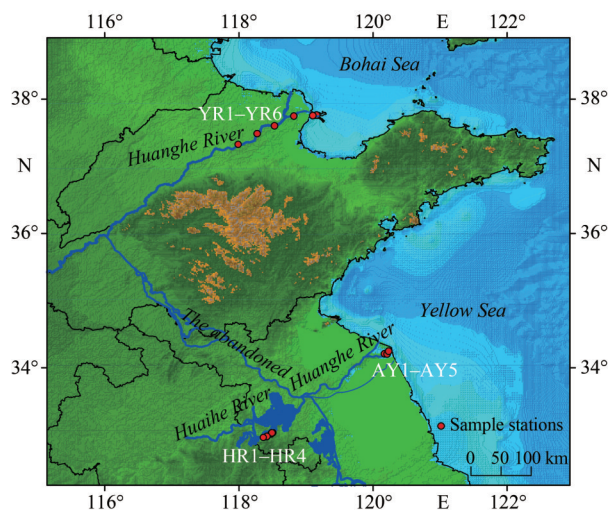 116° 118° 120° E 122°
Bohai Sea
38° 38°
YR1–YR6
Huanghe River
N N
36° 36°
Yellow Sea
The abandoned
Huanghe River
34° 34°
AY1–AY5
Huaihe River
Sample stations
HR1–HR4
0 50 100 km
116° 118° 120° E 122°